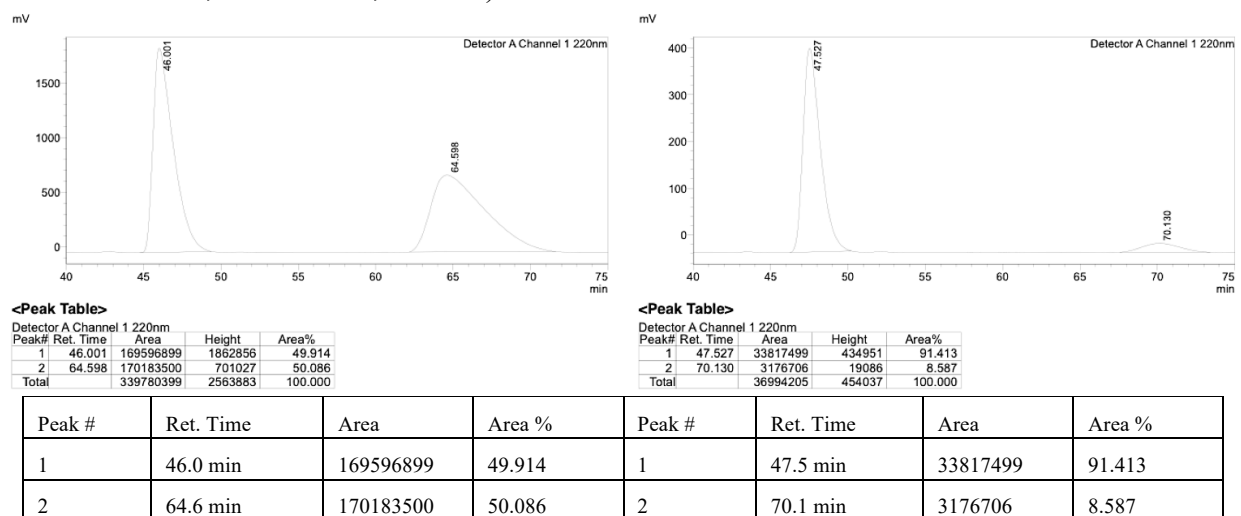 mV
Detector A Channel 1 220nm
46.001
64.598
1500
1000
500
0
40 45 50 55 60 65 70 75
min
<Peak Table>
Detector A Channel 1 220nm
Peak# Ret. Time Area Height Area%
1 46.001 169596899 1862856 49.914
2 64.598 170183500 701027 50.086
Total 339780399 2563883 100.000
mV
Detector A Channel 1 220nm
47.527
70.130
400
300
200
100
0
40 45 50 55 60 65 70 75
min
<Peak Table>
Detector A Channel 1 220nm
Peak# Ret. Time Area Height Area%
1 47.527 33817499 434951 91.413
2 70.130 3176706 19086 8.587
Total 36994205 454037 100.000
Peak # Ret. Time Area Area % Peak # Ret. Time Area Area %
1 46.0 min 169596899 49.914 1 47.5 min 33817499 91.413
2 64.6 min 170183500 50.086 2 70.1 min 3176706 8.587